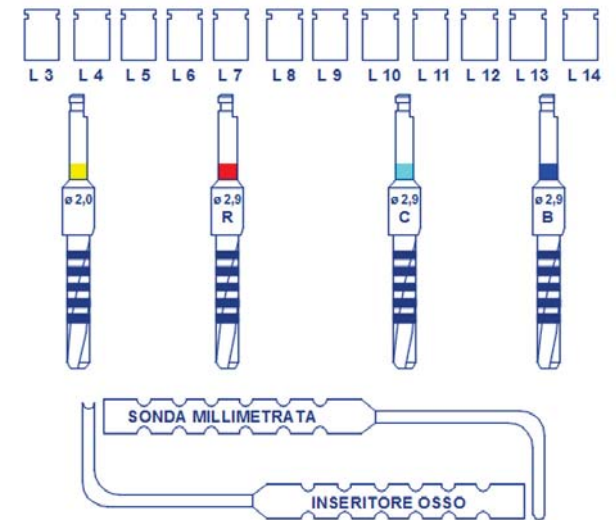 L 3 L 4 L 5 L 6 L 7 L 8 L 9 L 10 L 11 L 12 L 13 L 14
ø 2,0 ø 2,9 ø 2,9 ø 2,9
R C B
SONDA MILLIMETRATA
INSERITORE OSSO